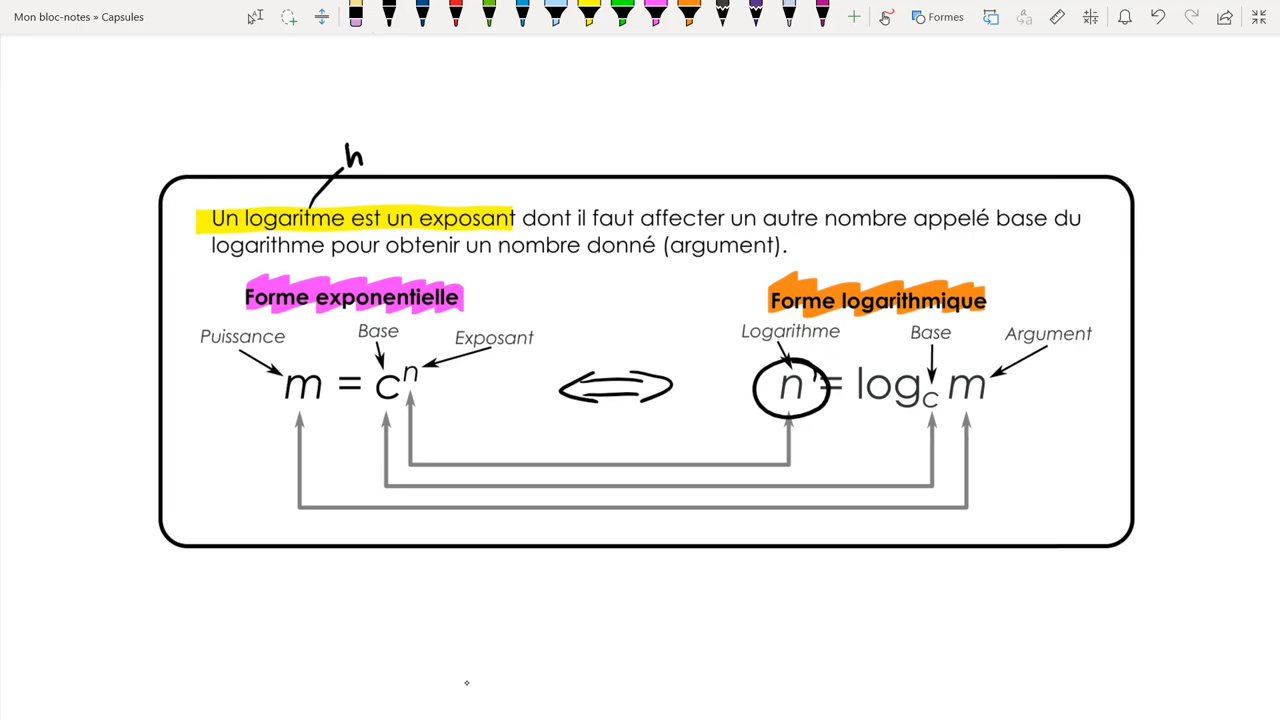 Mon bloc-notes » Capsules
Formes
h
Un logaritme est un exposant dont il faut affecter un autre nombre appelé base du
logarithme pour obtenir un nombre donné (argument).
Forme exponentielle
Forme logarithmique
Puissance Base Exposant
Logarithme Base Argument
m = cⁿ
n = log_c m